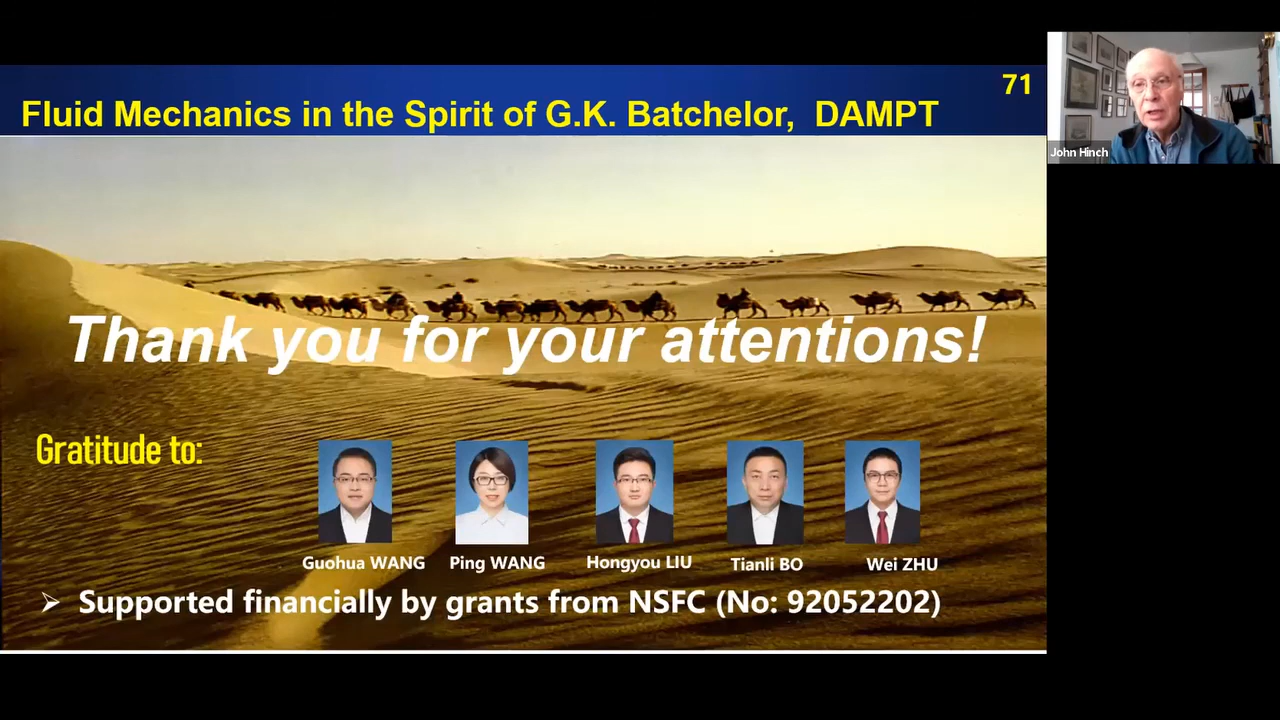 71
Fluid Mechanics in the Spirit of G.K. Batchelor, DAMPT
John Hinch
Thank you for your attentions!
Gratitude to:
Guohua WANG Ping WANG Hongyou LIU Tianli BO Wei ZHU
➢ Supported financially by grants from NSFC (No: 92052202)